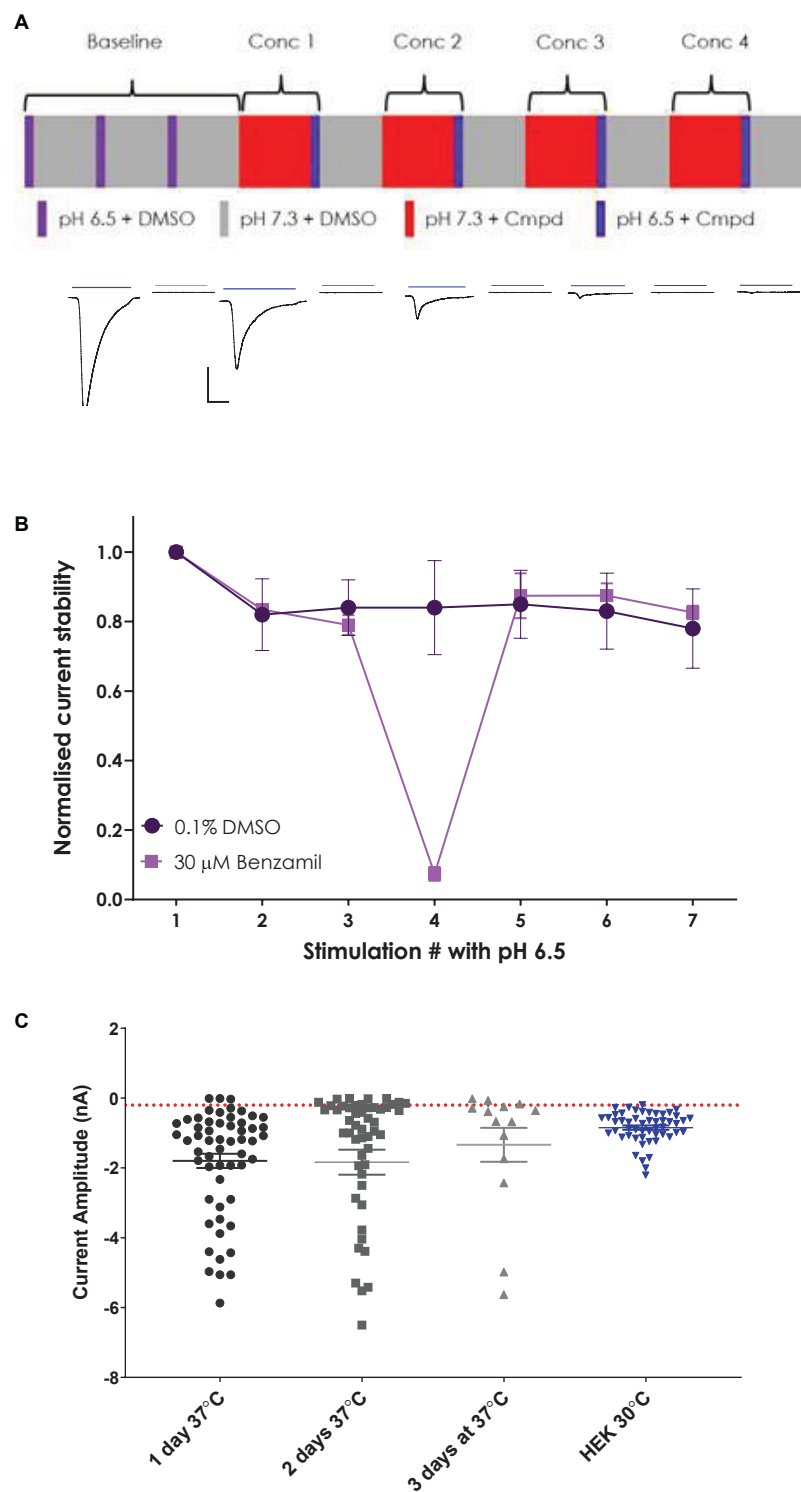 A
Baseline
Conc 1
Conc 2
Conc 3
Conc 4
pH 6.5 + DMSO
pH 7.3 + DMSO
pH 7.3 + Cmpd
pH 6.5 + Cmpd
B
Normalised current stability
1.0
0.8
0.6
0.4
0.2
0.0
0.1% DMSO
30 μM Benzamil
1 2 3 4 5 6 7
Stimulation # with pH 6.5
C
Current Amplitude (nA)
2
0
-2
-4
-6
-8
1 day 37°C
2 days 37°C
3 days at 37°C
HEK 30°C